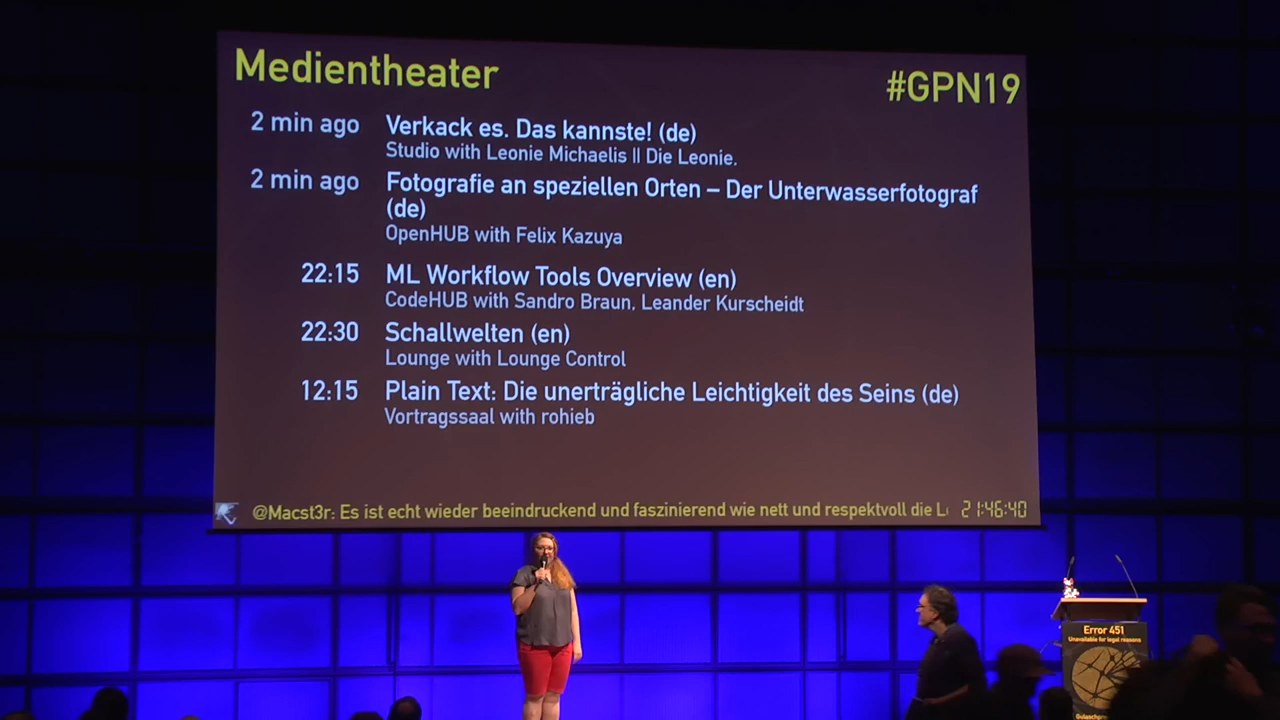 Medientheater
#GPN19
2 min ago
Verkack es. Das kannste! (de)
Studio with Leonie Michaelis || Die Leonie.
2 min ago
Fotografie an speziellen Orten – Der Unterwasserfotograf
(de)
OpenHUB with Felix Kazuya
22:15
ML Workflow Tools Overview (en)
CodeHUB with Sandro Braun, Leander Kurscheidt
22:30
Schallwelten (en)
Lounge with Lounge Control
12:15
Plain Text: Die unerträgliche Leichtigkeit des Seins (de)
Vortragssaal with rohieb
@Macst3r: Es ist echt wieder beeindruckend und faszinierend wie nett und respektvoll die
21:46:40
Error 451
Unavailable for legal reasons